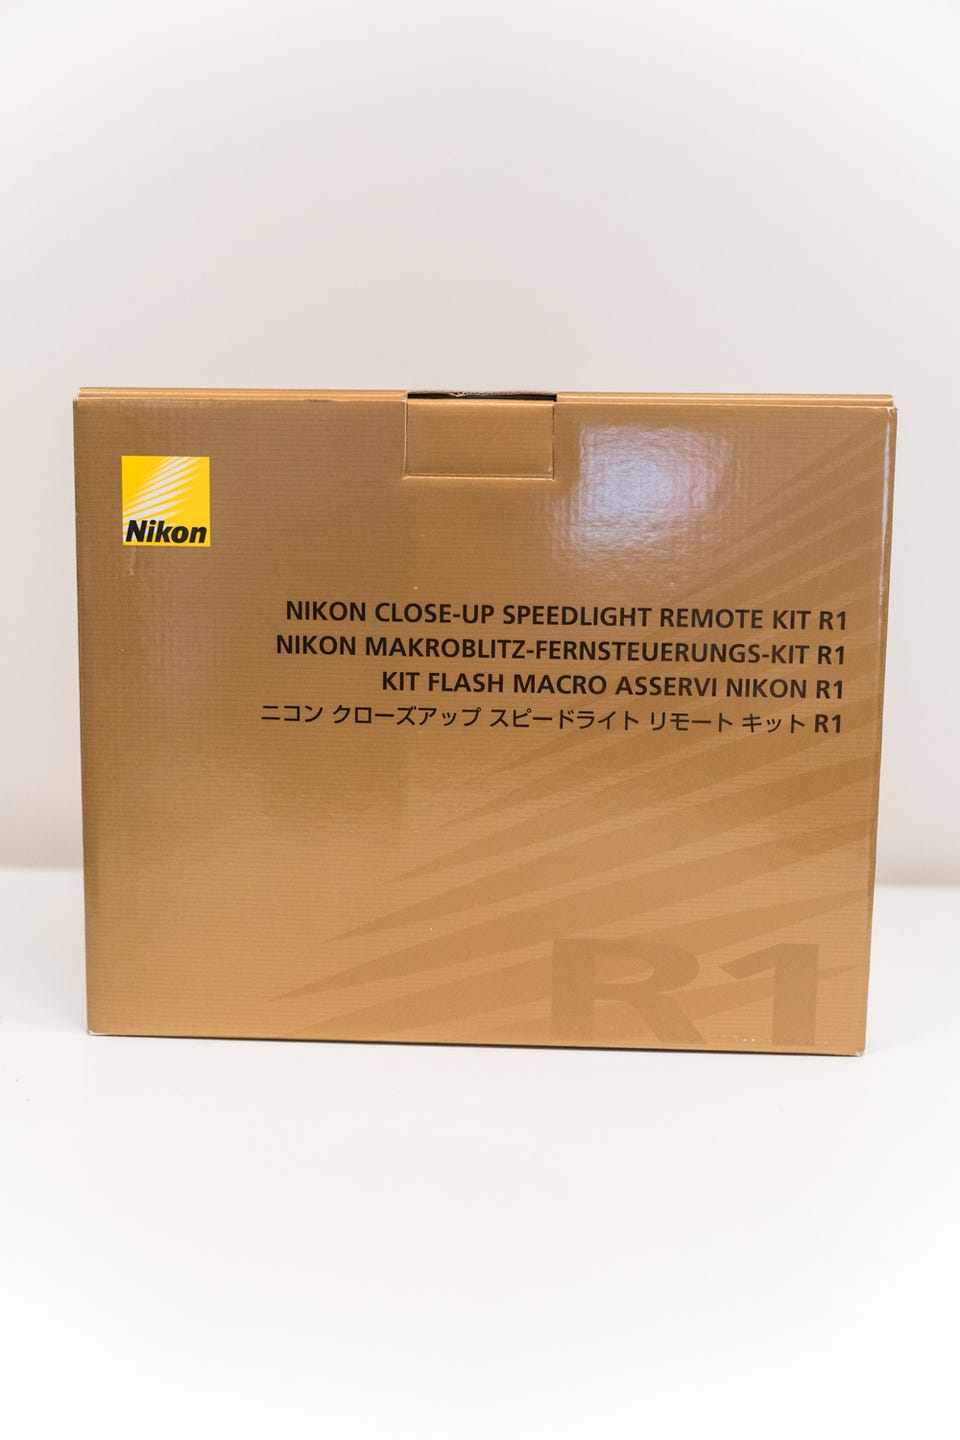 Nikon
NIKON CLOSE-UP SPEEDLIGHT REMOTE KIT R1
NIKON MAKROBLITZ-FERNSTEUERUNGS-KIT R1
KIT FLASH MACRO ASSERVI NIKON R1
ニコン クローズアップ スピードライト リモート キット R1
R1